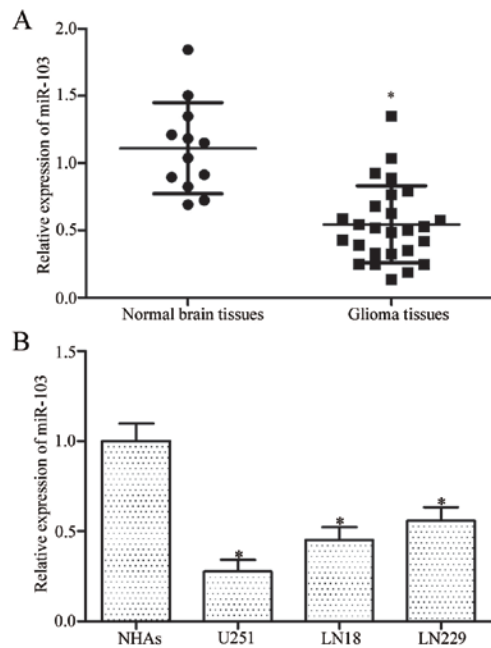 A
Relative expression of miR-103
2.0
1.5
1.0
0.5
0.0
*
Normal brain tissues
Glioma tissues
B
Relative expression of miR-103
1.5
1.0
0.5
0.0
*
*
*
NHAs
U251
LN18
LN229